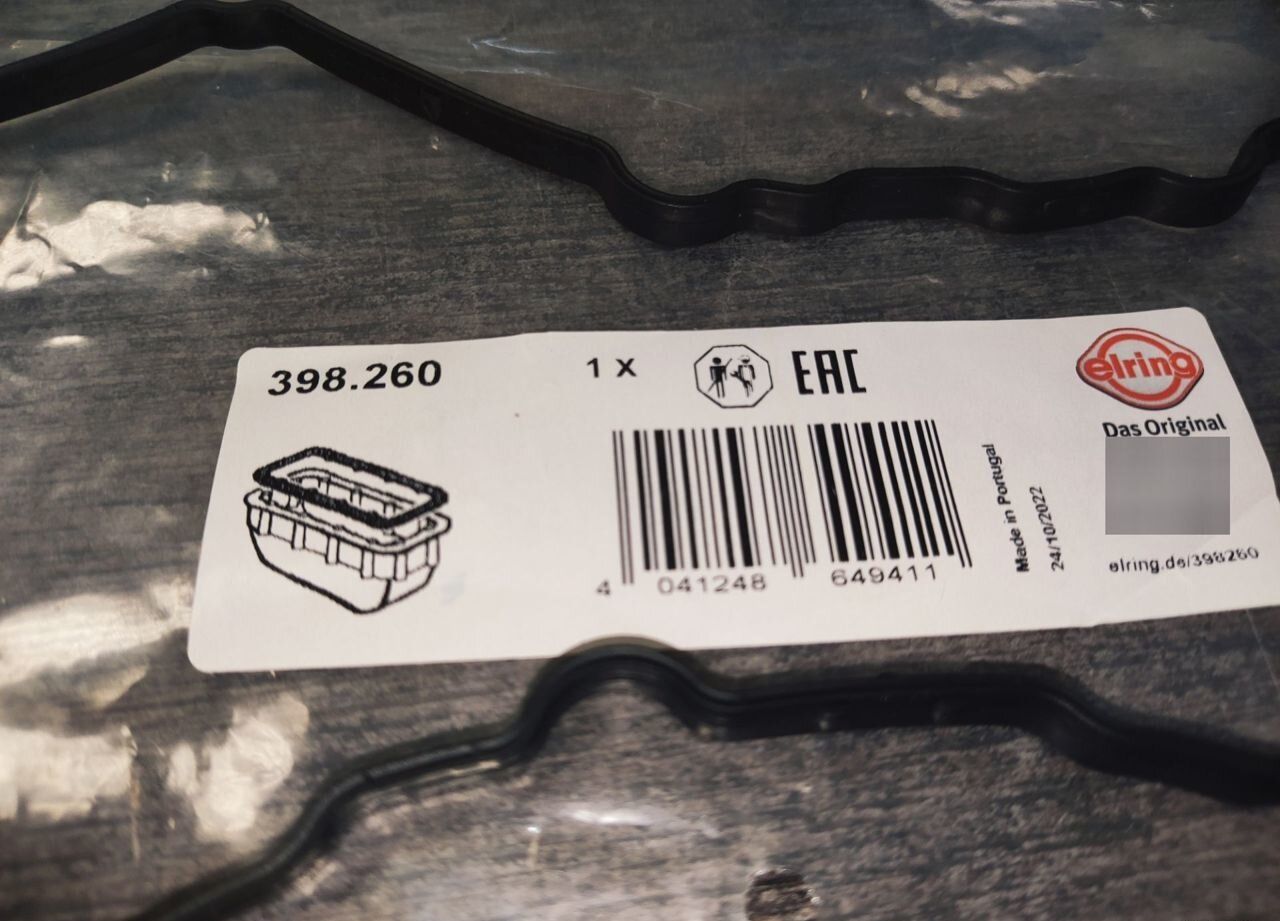 398.260
1 X
EAC
elring
Das Original
4 041248 649411
Made in Portugal
24/10/2022
elring.de/398260